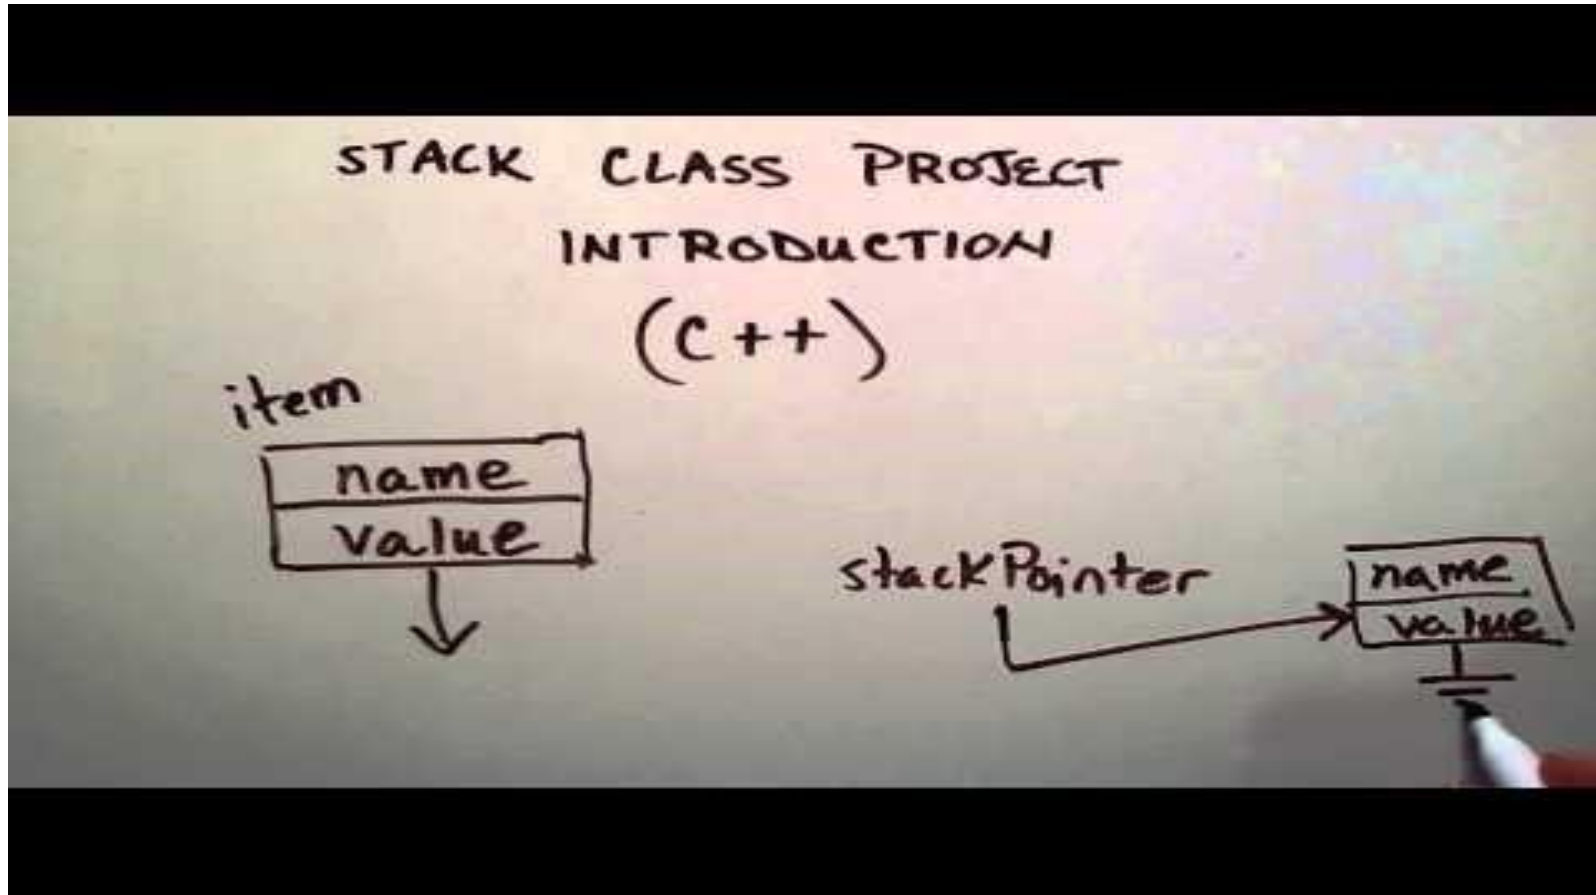 STACK CLASS PROJECT
INTRODUCTION
(C++)
item
name
value
stackPointer
name
value